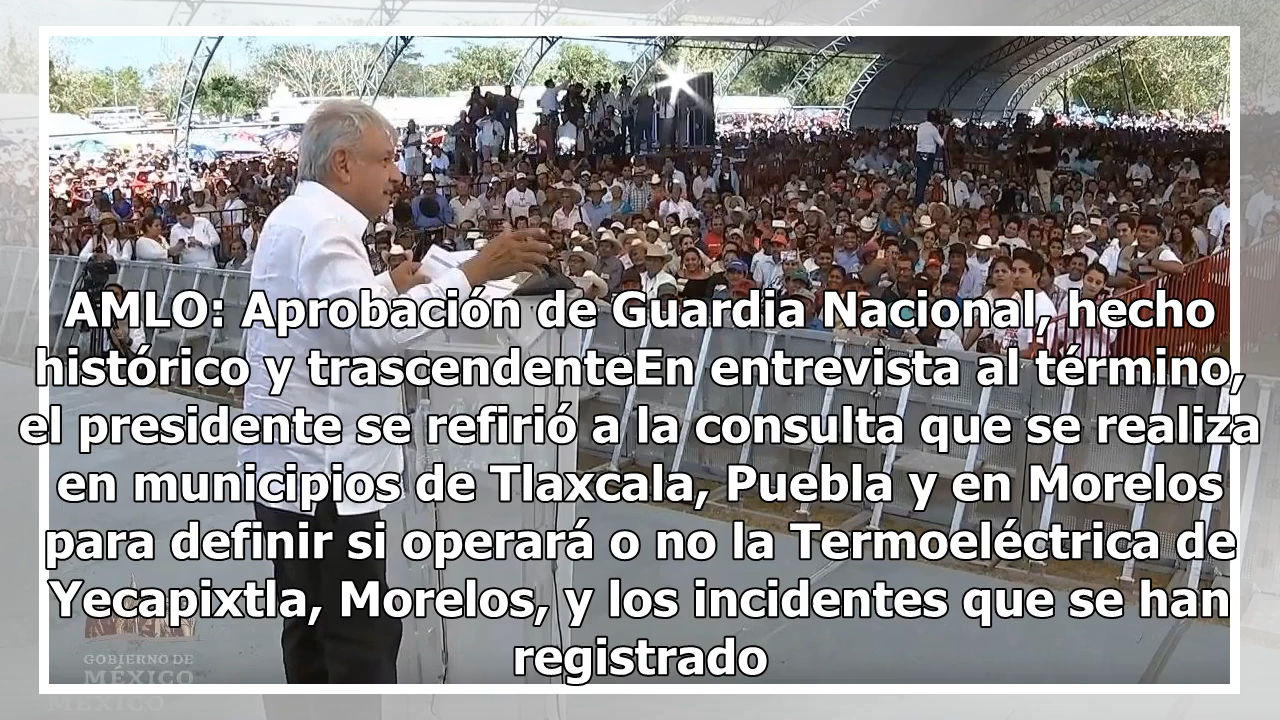 AMLO: Aprobación de Guardia Nacional, hecho
histórico y trascendenteEn entrevista al término,
el presidente se refirió a la consulta que se realiza
en municipios de Tlaxcala, Puebla y en Morelos
para definir si operará o no la Termoeléctrica de
Yecapixtla, Morelos, y los incidentes que se han
registrado
GOBIERNO DE
MÉXICO
MÉXICO